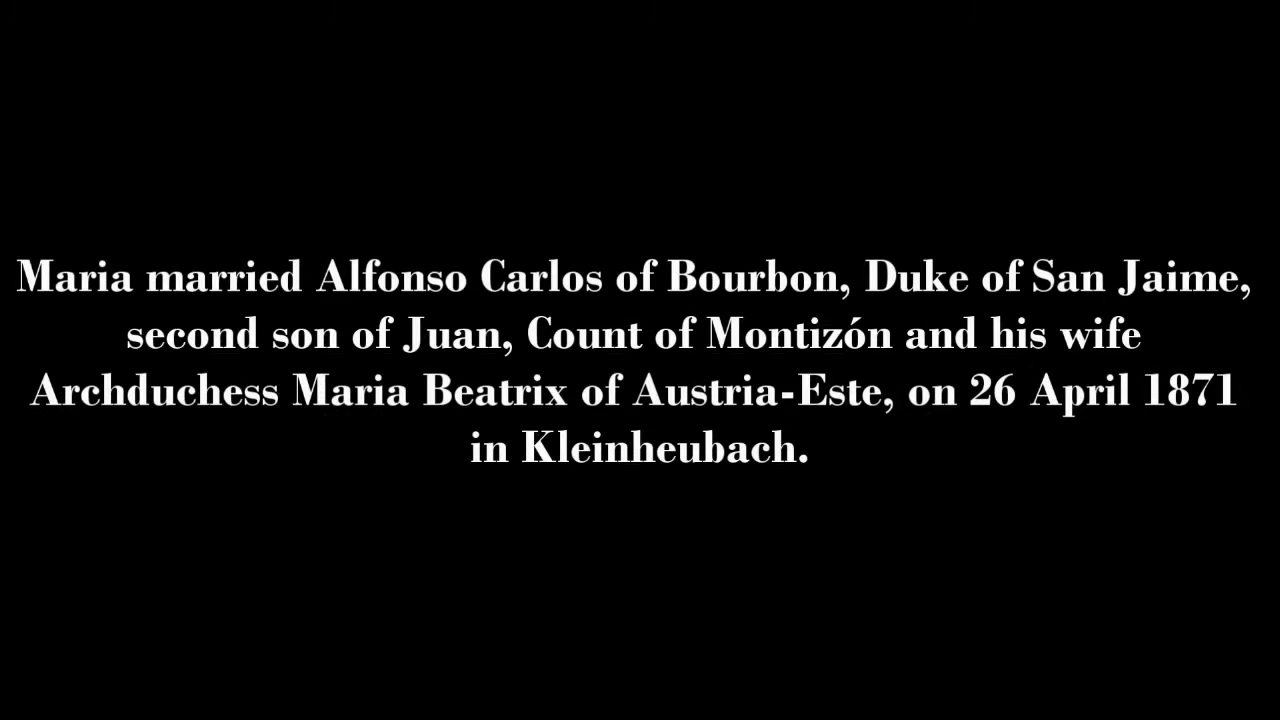 Maria married Alfonso Carlos of Bourbon, Duke of San Jaime,
second son of Juan, Count of Montizón and his wife
Archduchess Maria Beatrix of Austria-Este, on 26 April 1871
in Kleinheubach.